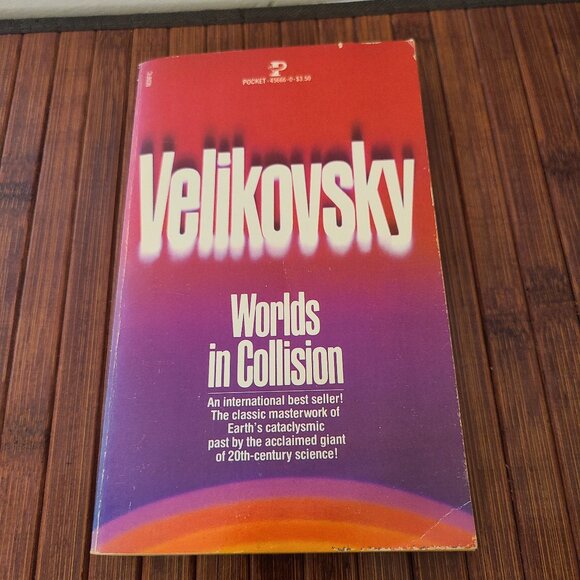 P
POCKET · 45666-0 · $3.50
Velikovsky
Worlds
in Collision
An international best seller!
The classic masterwork of
Earth's cataclysmic
past by the acclaimed giant
of 20th-century science!